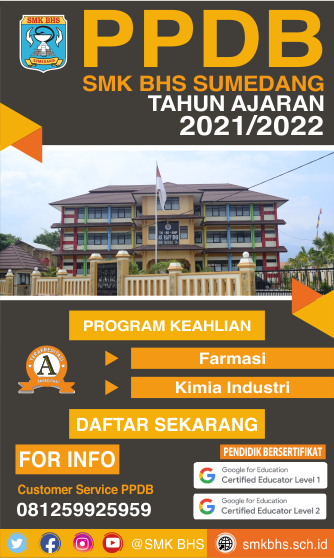 SMK BHS
SUMEDANG
PPDB
SMK BHS SUMEDANG
TAHUN AJARAN
2021/2022
PROGRAM KEAHLIAN
TERAKREDITASI
A
Farmasi
Kimia Industri
DAFTAR SEKARANG
FOR INFO
Customer Service PPDB
081259925959
PENDIDIK BERSERTIFIKAT
Google for Education
Certified Educator Level 1
Google for Education
Certified Educator Level 2
@SMK BHS
smkbhs.sch.id